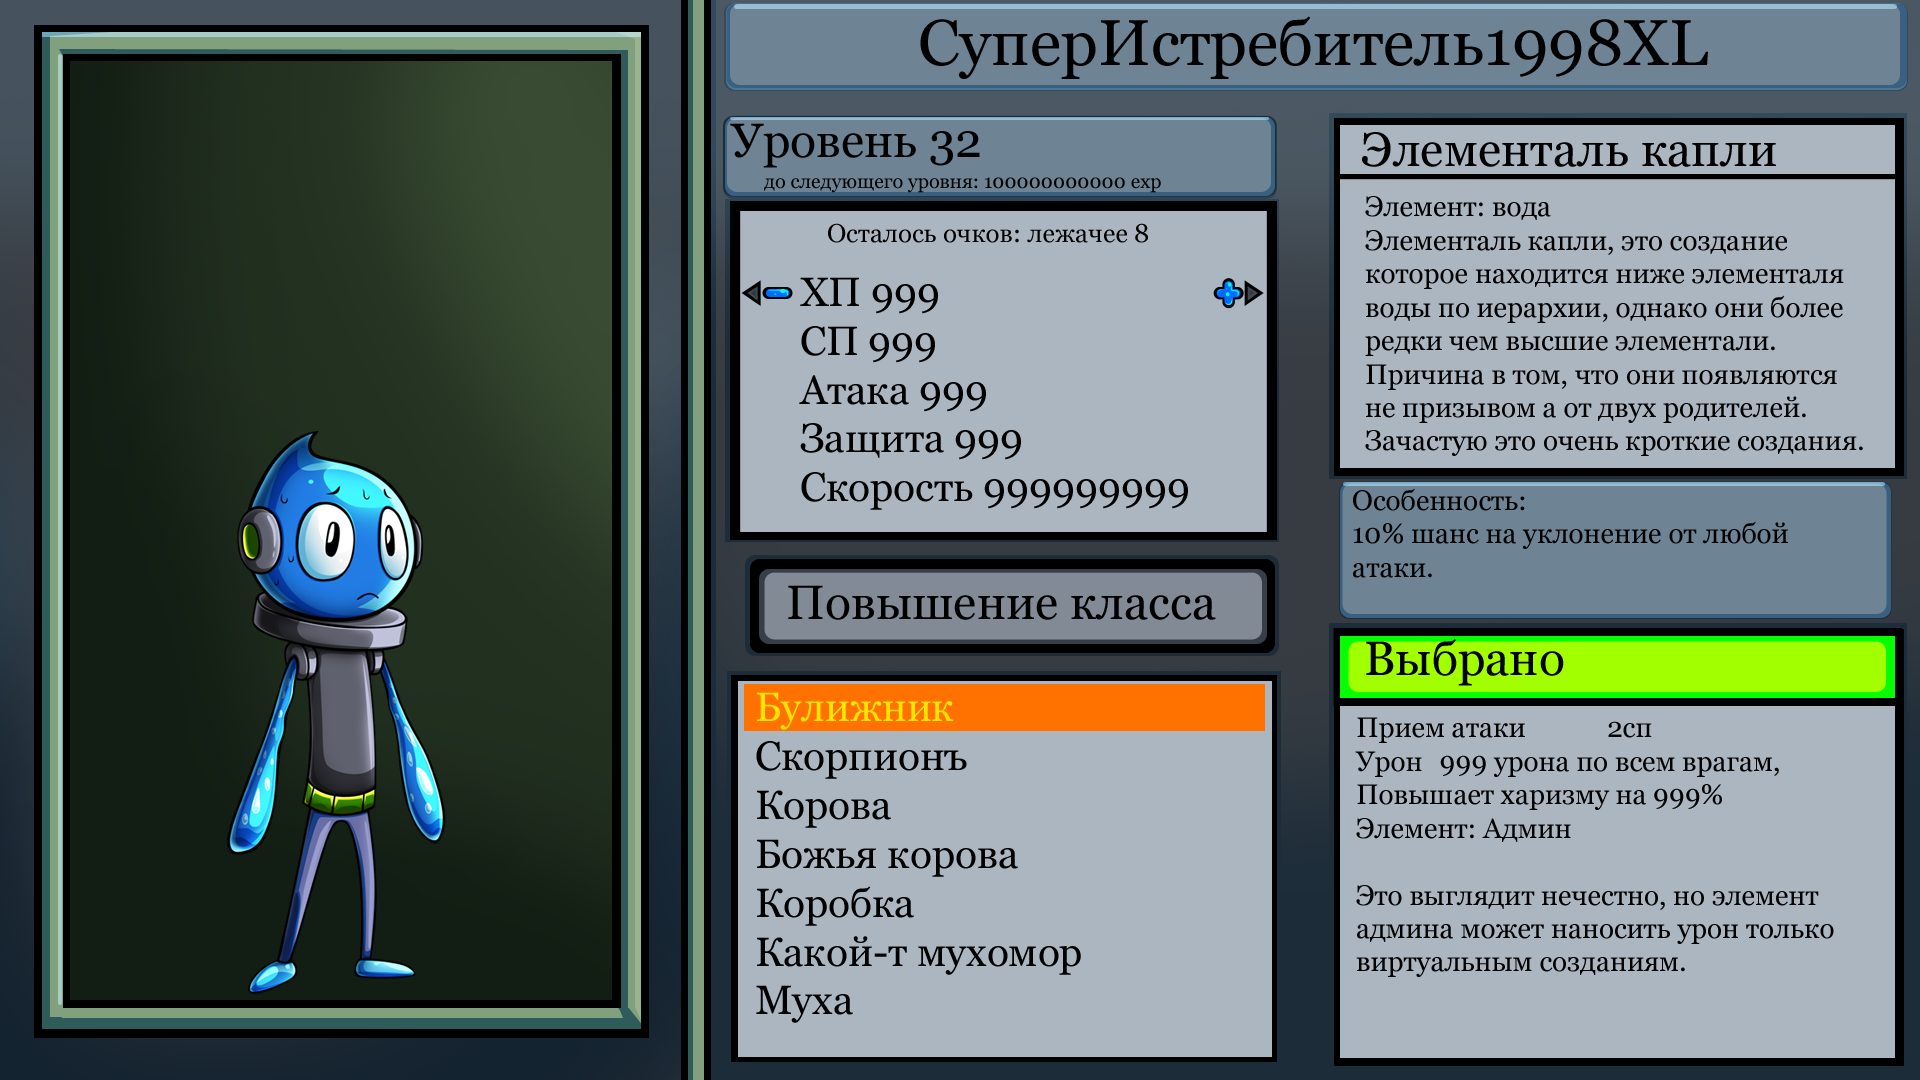 СуперИстребитель1998XL
Уровень 32
до следующего уровня: 100000000000 exp
Осталось очков: лежачее 8
ХП 999
СП 999
Атака 999
Защита 999
Скорость 999999999
Повышение класса
Булижник
Скорпионъ
Корова
Божья корова
Коробка
Какой-т мухомор
Муха
Элементаль капли
Элемент: вода
Элементаль капли, это создание
которое находится ниже элементаля
воды по иерархии, однако они более
редки чем высшие элементали.
Причина в том, что они появляются
не призывом а от двух родителей.
Зачастую это очень кроткие создания.
Особенность:
10% шанс на уклонение от любой
атаки.
Выбрано
Прием атаки 2сп
Урон 999 урона по всем врагам,
Повышает харизму на 999%
Элемент: Админ
Это выглядит нечестно, но элемент
админа может наносить урон только
виртуальным созданиям.